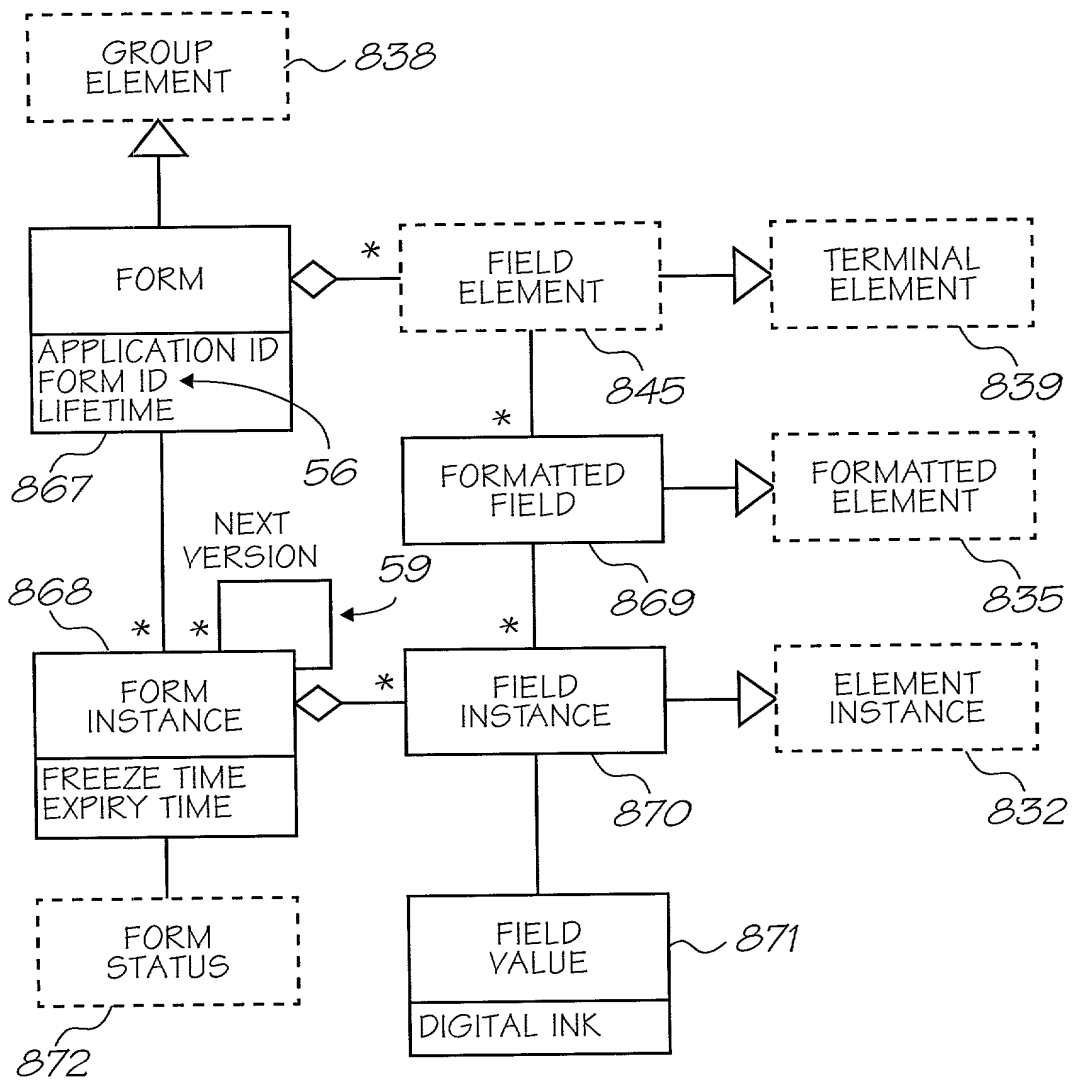 GROUP
ELEMENT
838
FORM
*
FIELD
ELEMENT
TERMINAL
ELEMENT
APPLICATION ID
FORM ID
LIFETIME
867
56
845
839
*
FORMATTED
FIELD
FORMATTED
ELEMENT
869
835
NEXT
VERSION
59
868
*
*
*
FORM
INSTANCE
*
FIELD
INSTANCE
ELEMENT
INSTANCE
FREEZE TIME
EXPIRY TIME
870
832
FORM
STATUS
872
FIELD
VALUE
871
DIGITAL INK